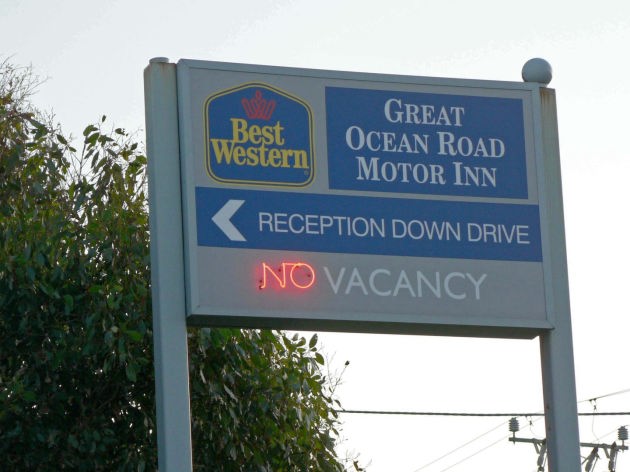 Best
Western
GREAT
OCEAN ROAD
MOTOR INN
RECEPTION DOWN DRIVE
NO VACANCY